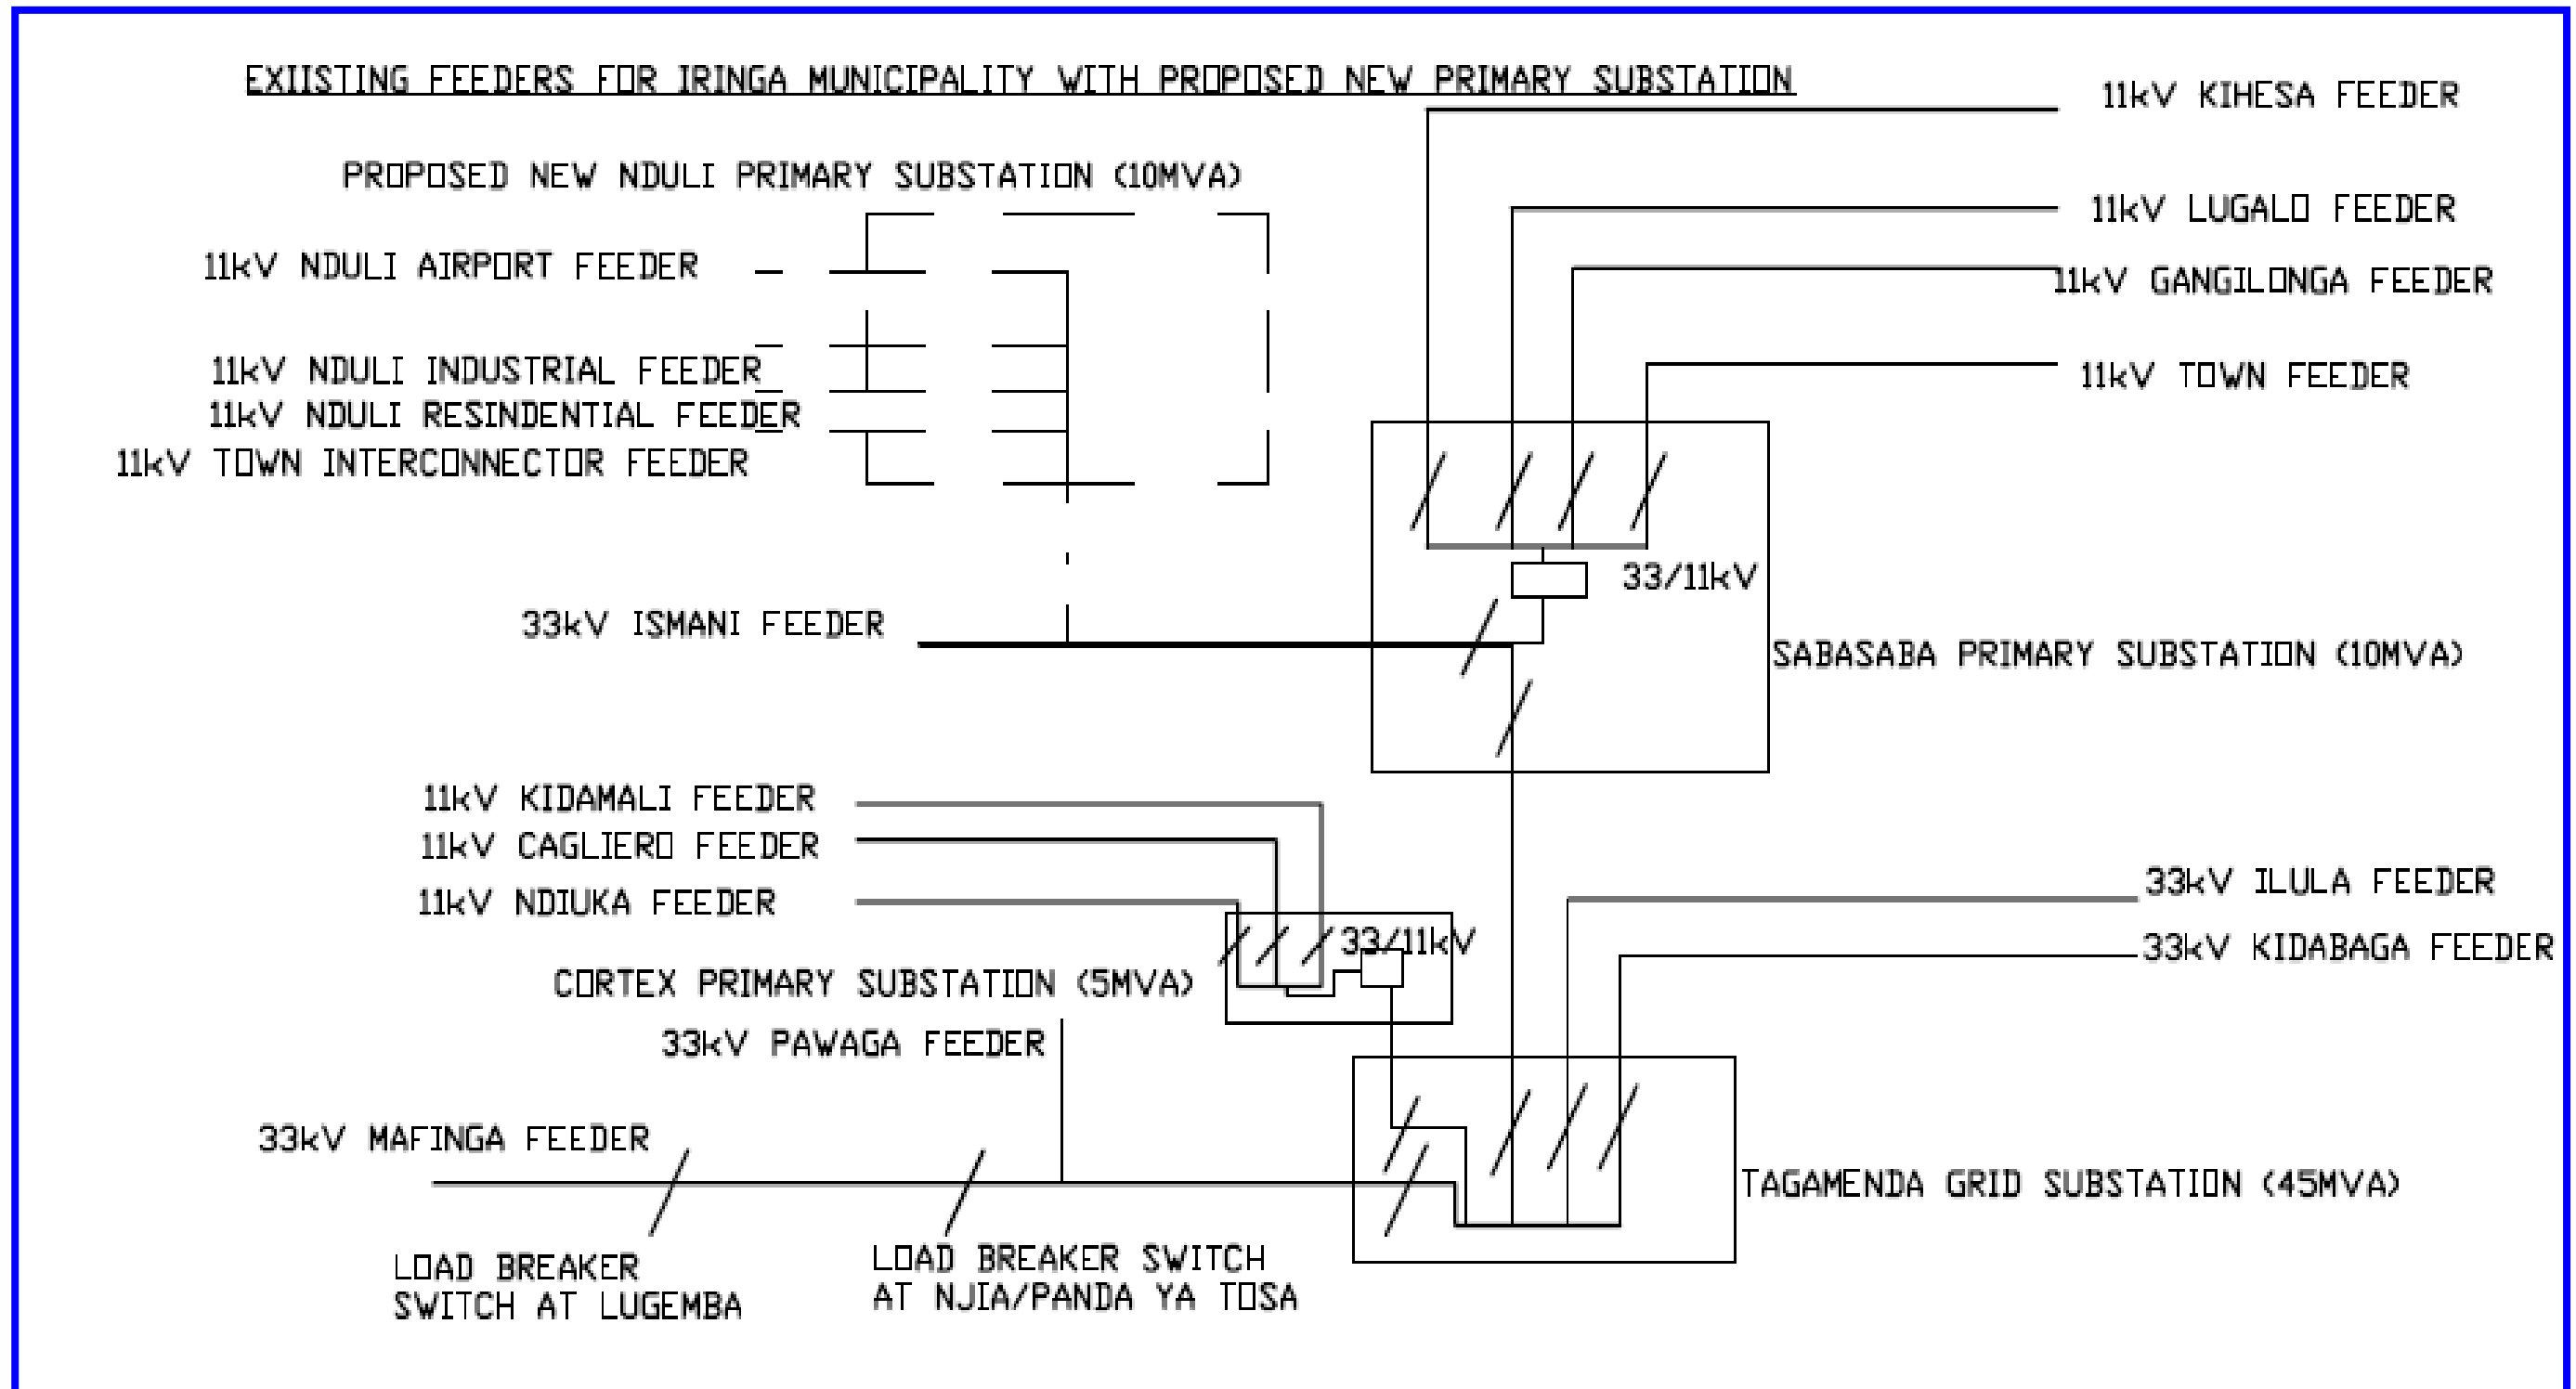 EXIISTING FEEDERS FOR IRINGA MUNICIPALITY WITH PROPOSED NEW PRIMARY SUBSTATION
11kV KIHESA FEEDER
PROPOSED NEW NDULI PRIMARY SUBSTATION (10MVA)
11kV LUGALO FEEDER
11kV NDULI AIRPORT FEEDER
11kV GANGILONGA FEEDER
11kV NDULI INDUSTRIAL FEEDER
11kV TOWN FEEDER
11kV NDULI RESINDENTIAL FEEDER
11kV TOWN INTERCONNECTOR FEEDER
33/11kV
33kV ISMANI FEEDER
SABASABA PRIMARY SUBSTATION (10MVA)
11kV KIDAMALI FEEDER
11kV CAGLIERO FEEDER
33kV ILULA FEEDER
11kV NDIUKA FEEDER
33/11kV
33kV KIDABAGA FEEDER
CORTEX PRIMARY SUBSTATION (5MVA)
33kV PAWAGA FEEDER
33kV MAFINGA FEEDER
TAGAMENDA GRID SUBSTATION (45MVA)
LOAD BREAKER
SWITCH AT LUGEMBA
LOAD BREAKER SWITCH
AT NJIA/PANDA YA TOSA